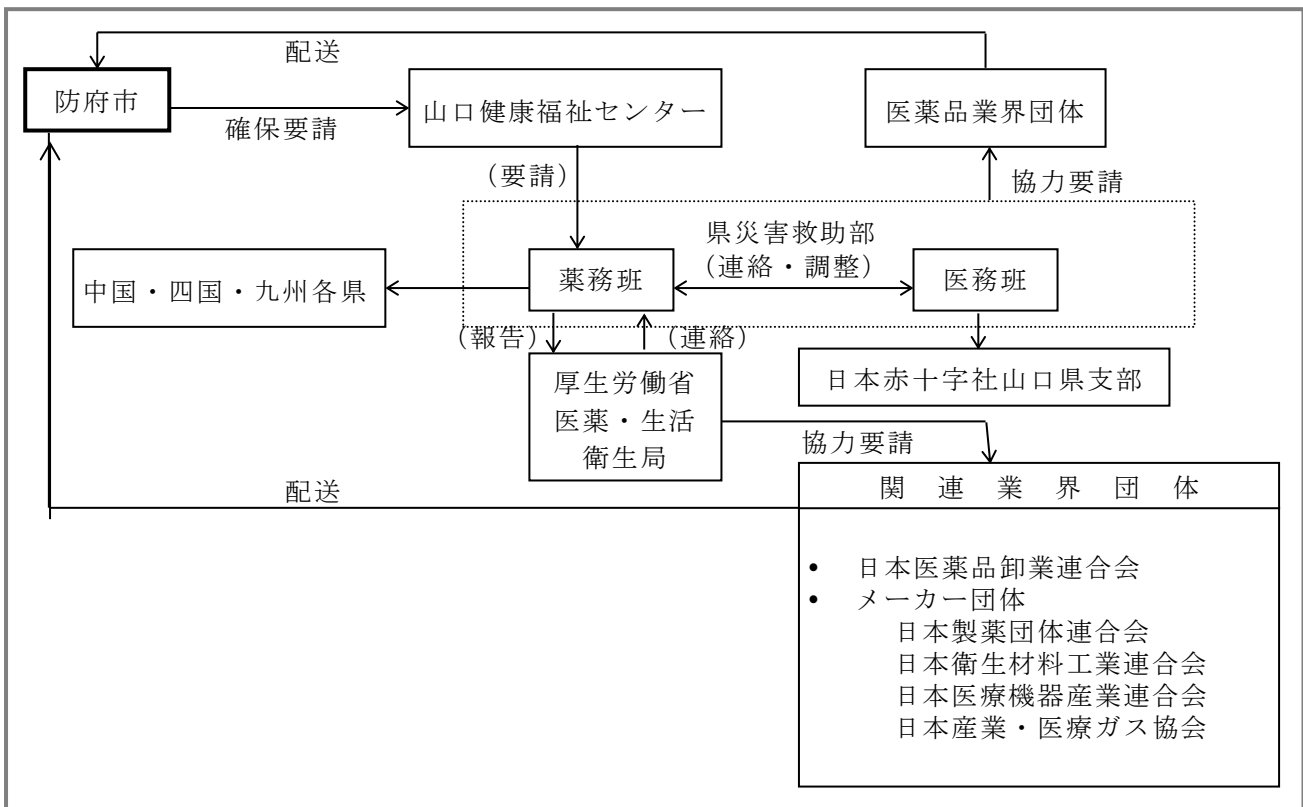 配送
防府市
確保要請
山口健康福祉センター
医薬品業界団体
(要請)
協力要請
県災害救助部
(連絡・調整)
中国・四国・九州各県
薬務班
医務班
(報告)
(連絡)
厚生労働省
医薬・生活
衛生局
日本赤十字社山口県支部
協力要請
配送
関連業界団体
• 日本医薬品卸業連合会
• メーカー団体
日本製薬団体連合会
日本衛生材料工業連合会
日本医療機器産業連合会
日本産業・医療ガス協会